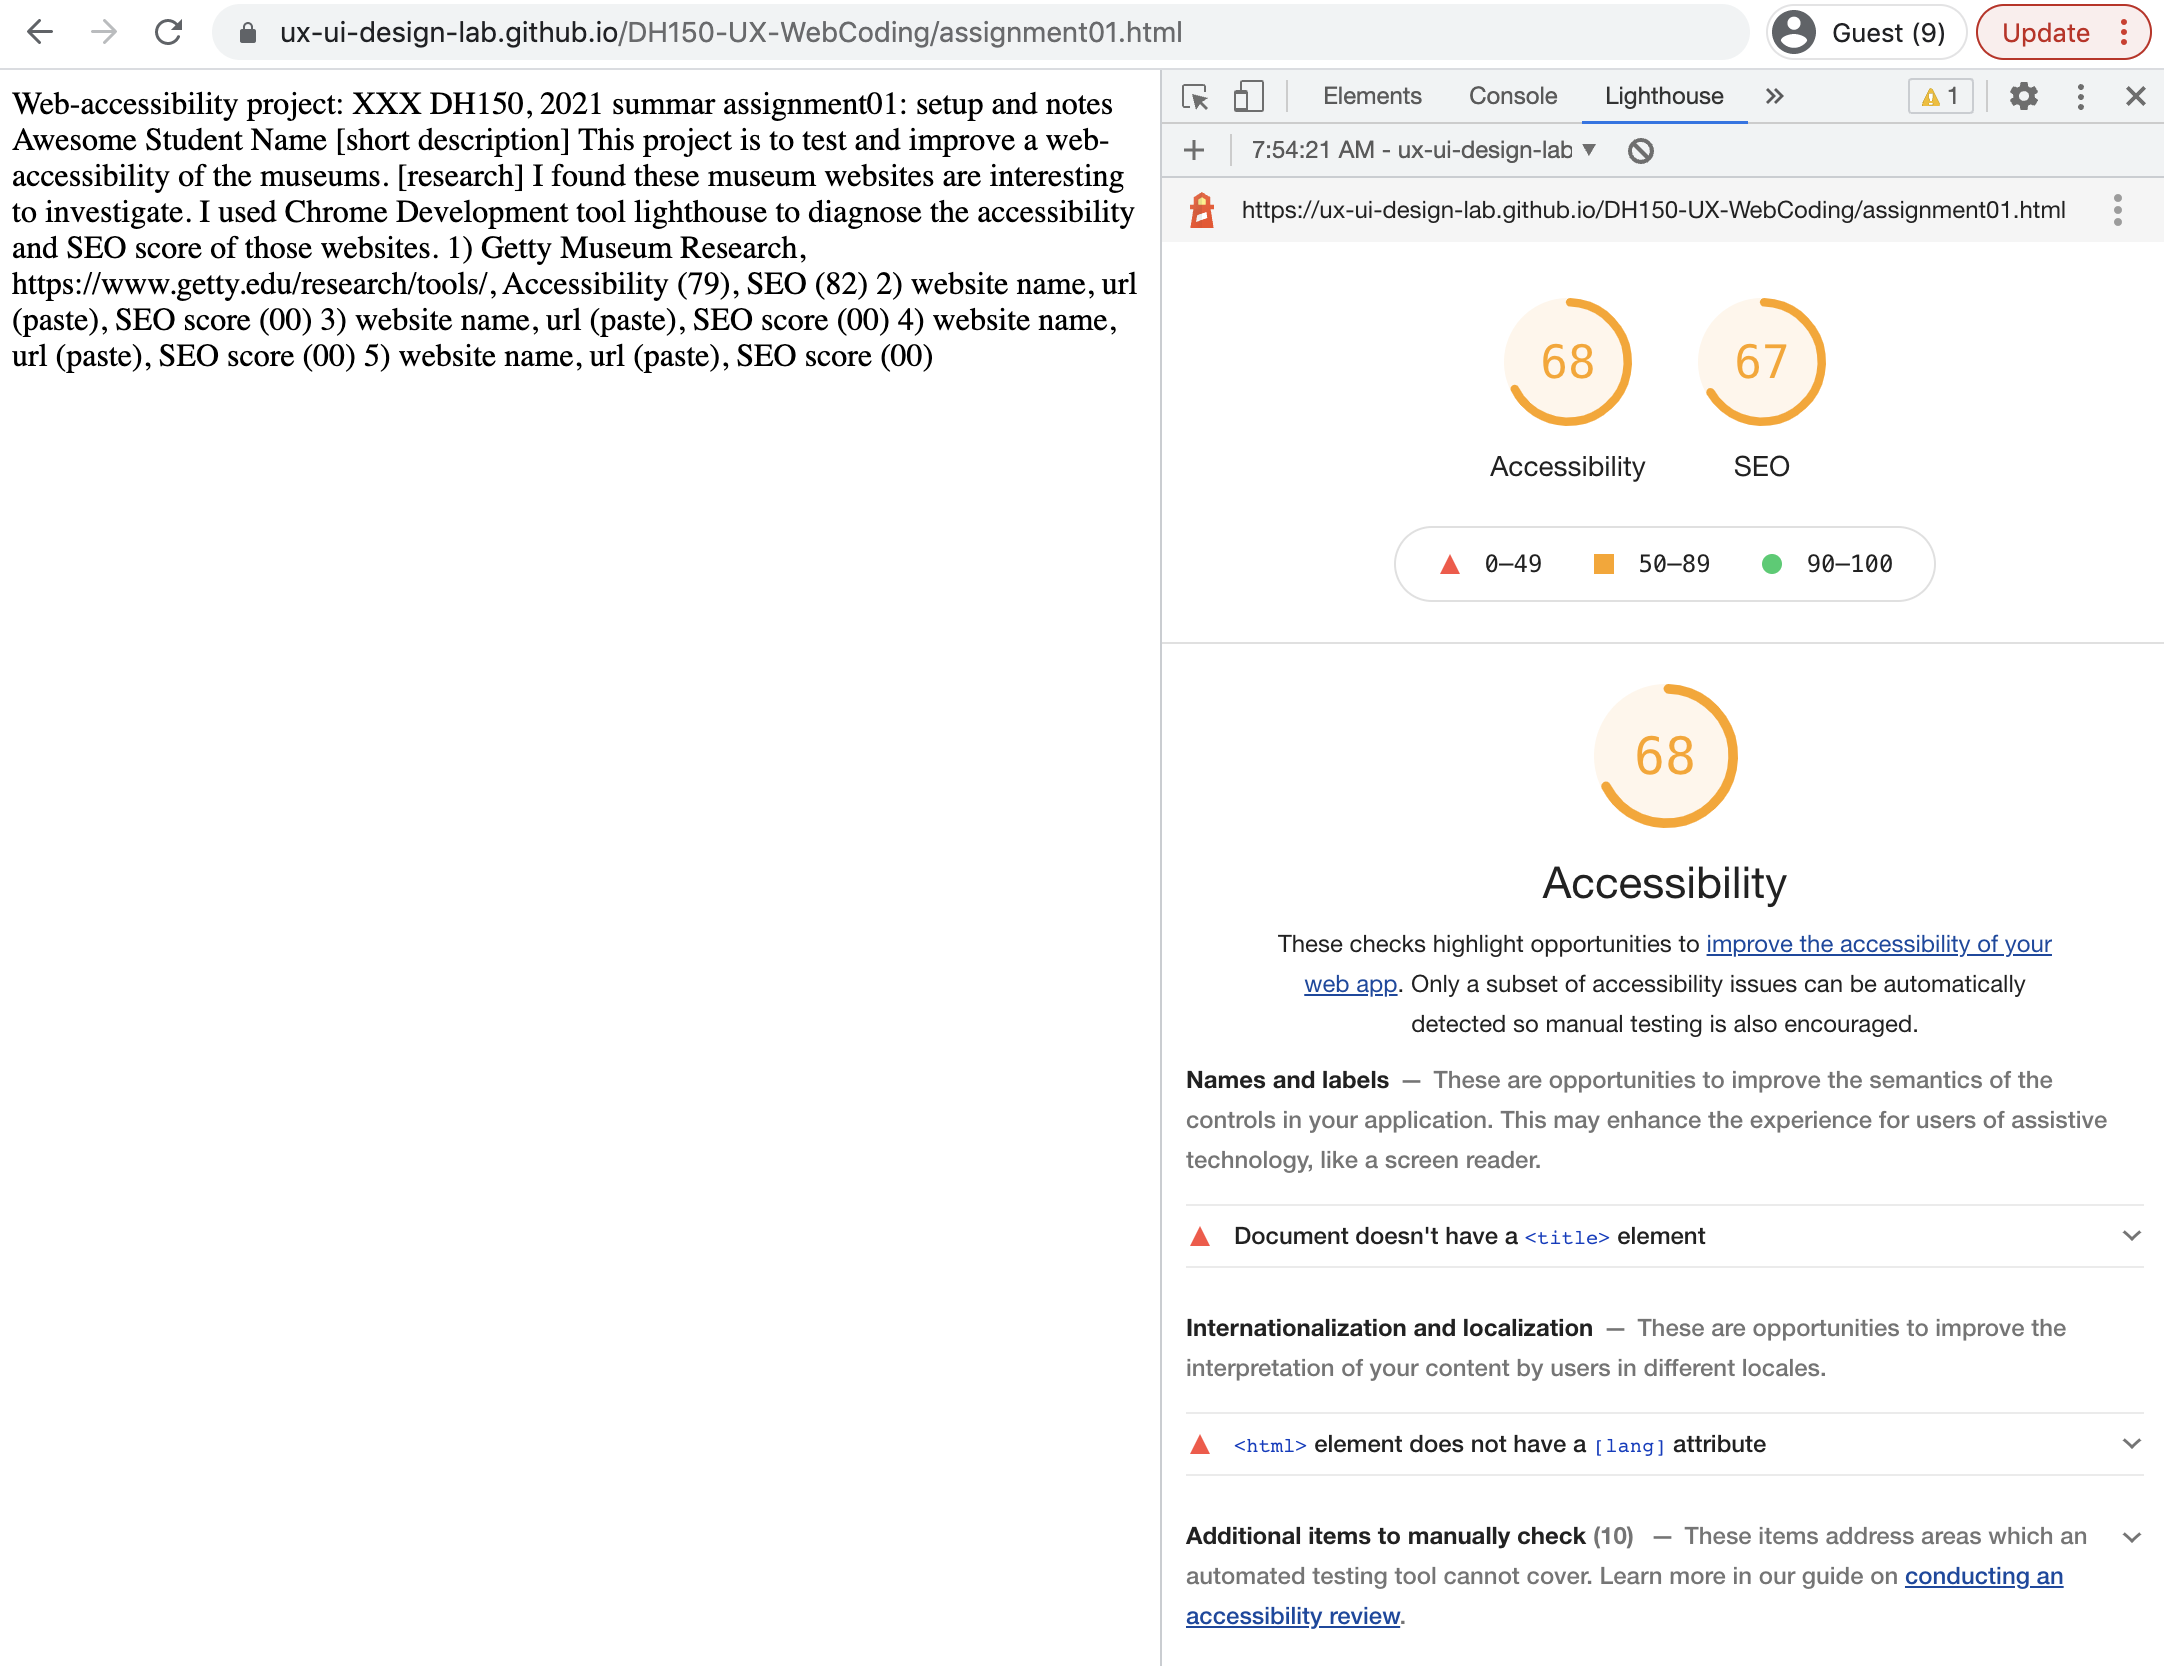 ux-ui-design-lab.github.io/DH150-UX-WebCoding/assignment01.html
Guest (9)
Update
Web-accessibility project: XXX DH150, 2021 summar assignment01: setup and notes
Awesome Student Name [short description] This project is to test and improve a web-
accessibility of the museums. [research] I found these museum websites are interesting
to investigate. I used Chrome Development tool lighthouse to diagnose the accessibility
and SEO score of those websites. 1) Getty Museum Research,
https://www.getty.edu/research/tools/, Accessibility (79), SEO (82) 2) website name, url
(paste), SEO score (00) 3) website name, url (paste), SEO score (00) 4) website name,
url (paste), SEO score (00) 5) website name, url (paste), SEO score (00)
Elements Console Lighthouse » 1
7:54:21 AM - ux-ui-design-lab
https://ux-ui-design-lab.github.io/DH150-UX-WebCoding/assignment01.html
68 67
Accessibility SEO
0–49 50–89 90–100
68
Accessibility
These checks highlight opportunities to improve the accessibility of your
web app. Only a subset of accessibility issues can be automatically
detected so manual testing is also encouraged.
Names and labels — These are opportunities to improve the semantics of the
controls in your application. This may enhance the experience for users of assistive
technology, like a screen reader.
Document doesn't have a <title> element
Internationalization and localization — These are opportunities to improve the
interpretation of your content by users in different locales.
<html> element does not have a [lang] attribute
Additional items to manually check (10) — These items address areas which an
automated testing tool cannot cover. Learn more in our guide on conducting an
accessibility review.